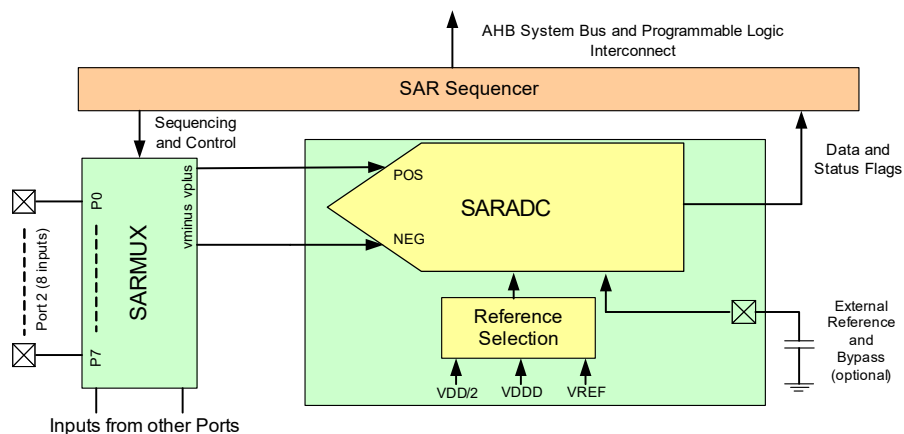 AHB System Bus and Programmable Logic
Interconnect
SAR Sequencer
Sequencing
and Control
Data and
Status Flags
vminus vplus
POS
NEG
SARADC
P0
Port 2 (8 inputs)
P7
SARMUX
Reference
Selection
VDD/2
VDDD
VREF
External
Reference
and
Bypass
(optional)
Inputs from other Ports